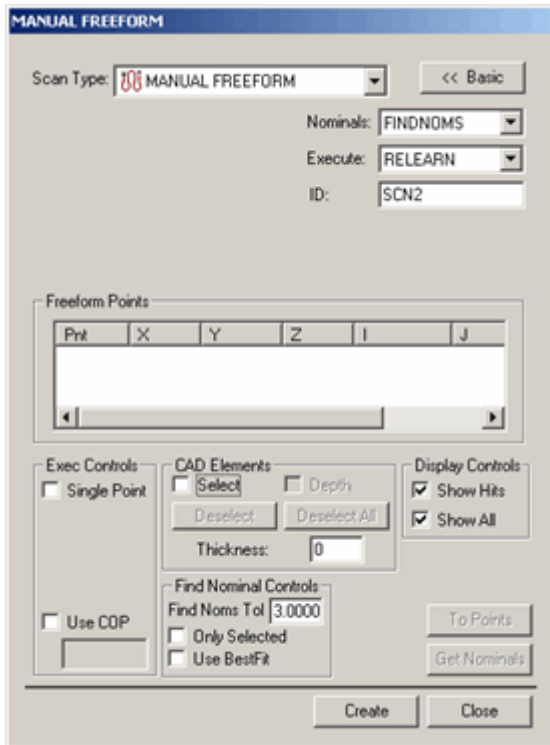 MANUAL FREEFORM
Scan Type: MANUAL FREEFORM << Basic
Nominals: FINDNOMS
Execute: RELEARN
ID: SCN2
Freeform Points
Pnt X Y Z I J
Exec Controls CAD Elements Display Controls
Single Point Select Depth Show Hits
Deselect Deselect All Show All
Thickness: 0
Find Nominal Controls
Find Noms Tol 3.0000
Use COP Only Selected To Points
Use BestFit Get Nominals
Create Close